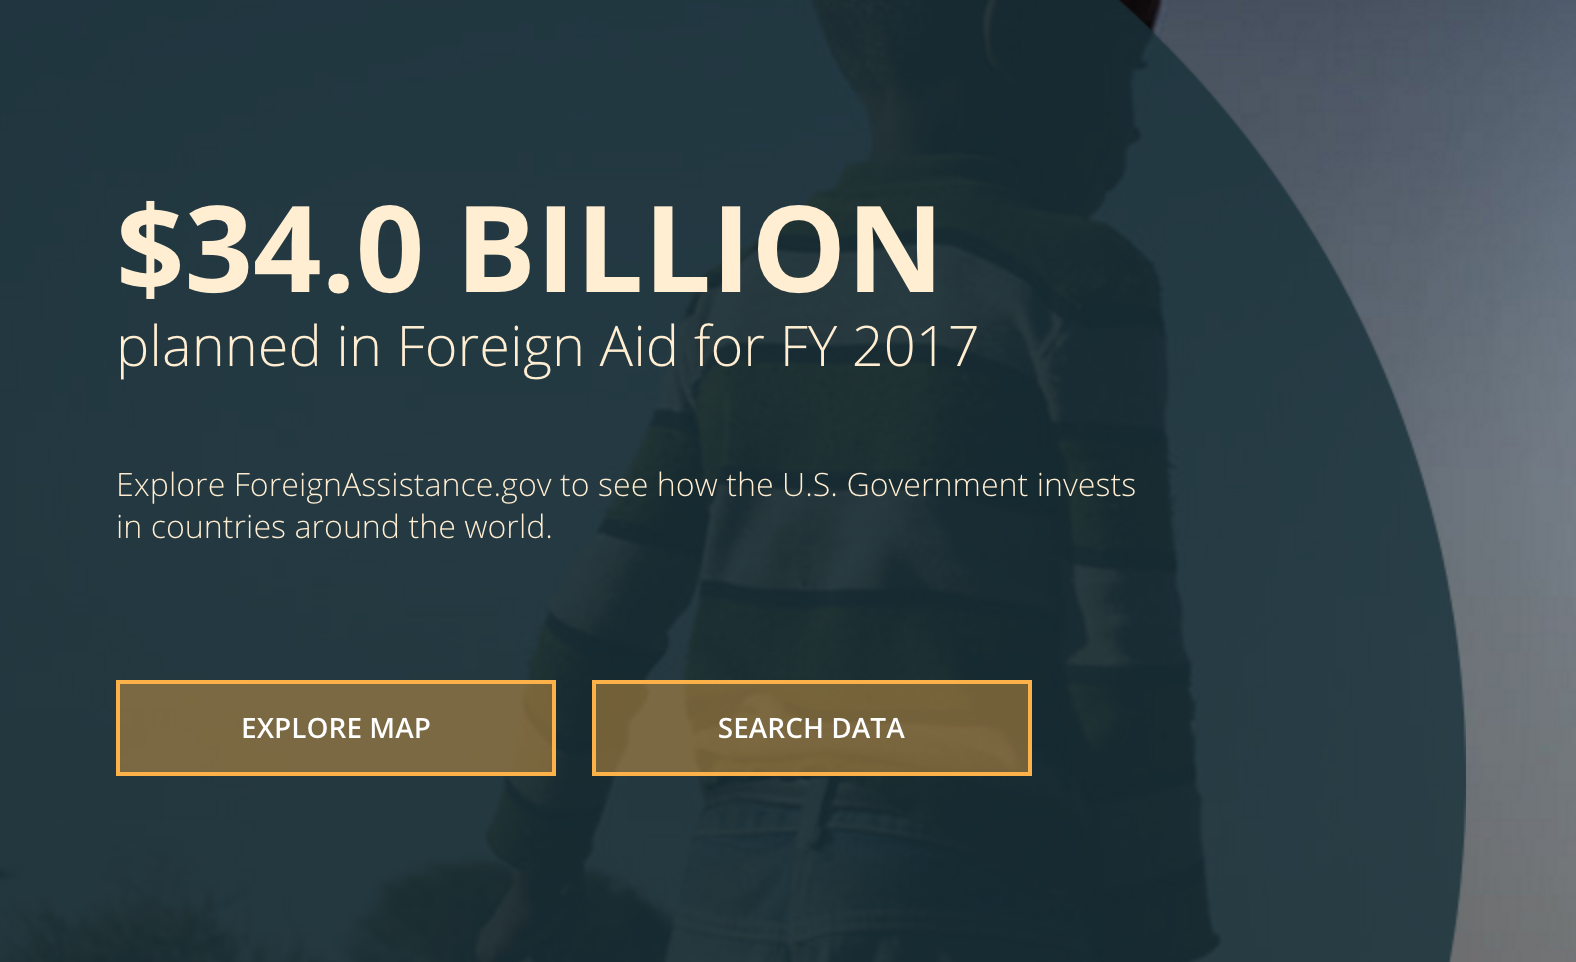 $34.0 BILLION
planned in Foreign Aid for FY 2017
Explore ForeignAssistance.gov to see how the U.S. Government invests
in countries around the world.
EXPLORE MAP
SEARCH DATA